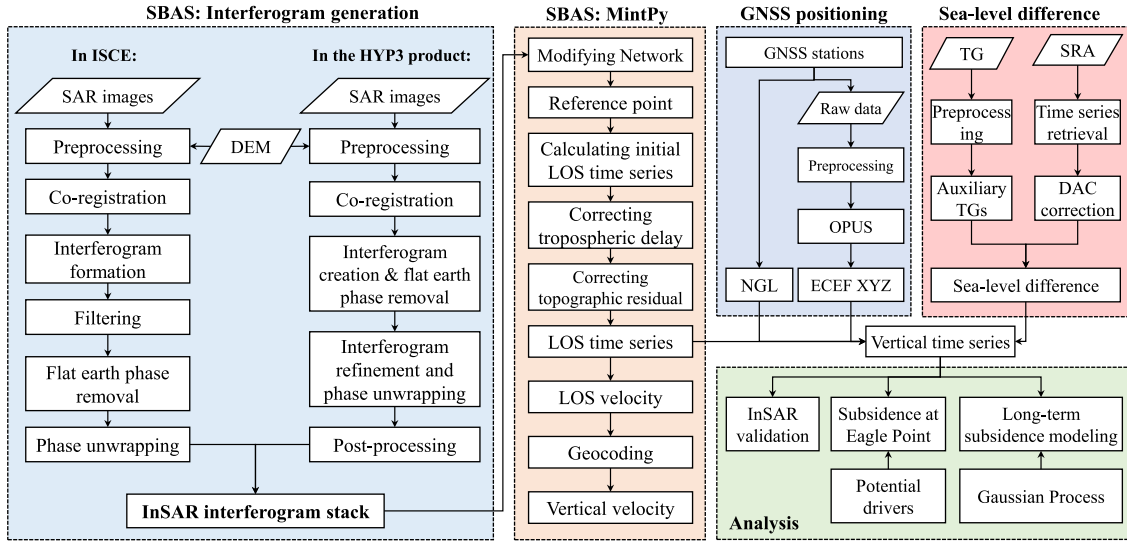 SBAS: Interferogram generation
In ISCE:
In the HYP3 product:
SAR images
SAR images
Preprocessing
DEM
Preprocessing
Co-registration
Co-registration
Interferogram
formation
Interferogram
creation & flat earth
phase removal
Filtering
Flat earth phase
removal
Interferogram
refinement and
phase unwrapping
Phase unwrapping
Post-processing
InSAR interferogram stack
SBAS: MintPy
Modifying Network
Reference point
Calculating initial
LOS time series
Correcting
tropospheric delay
Correcting
topographic residual
LOS time series
LOS velocity
Geocoding
Vertical velocity
GNSS positioning
GNSS stations
Raw data
Preprocessing
OPUS
NGL
ECEF XYZ
Sea-level difference
TG
SRA
Preprocess
ing
Time series
retrieval
Auxiliary
TGs
DAC
correction
Sea-level difference
Vertical time series
InSAR
validation
Subsidence at
Eagle Point
Long-term
subsidence modeling
Potential
drivers
Gaussian Process
Analysis